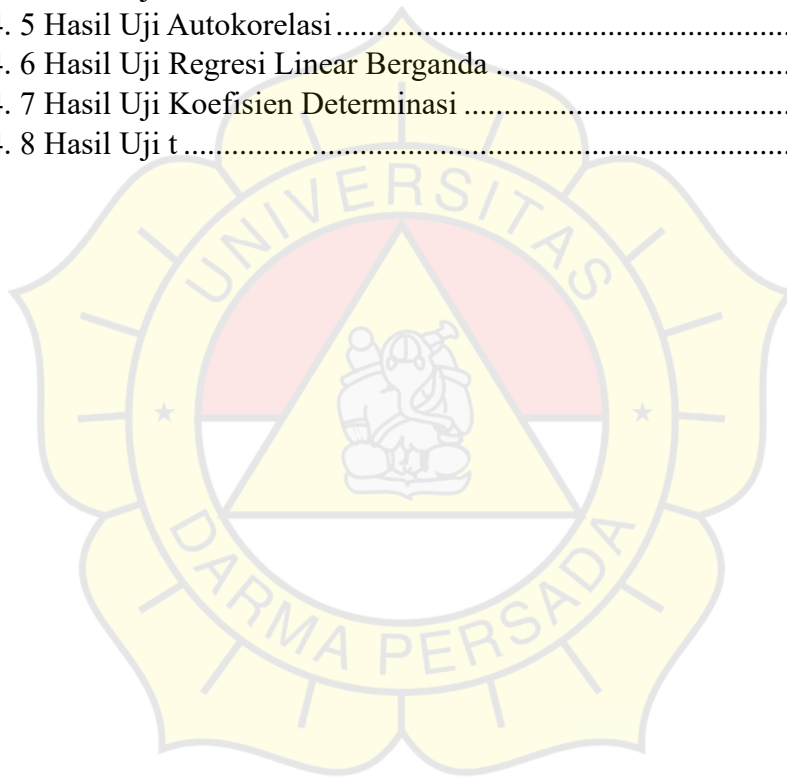 . 5 Hasil Uji Autokorelasi.......................................................
. 6 Hasil Uji Regresi Linear Berganda .....................................
. 7 Hasil Uji Koefisien Determinasi .........................................
. 8 Hasil Uji t ............................................................................
UNIVERSITAS
DARMA PERSADA